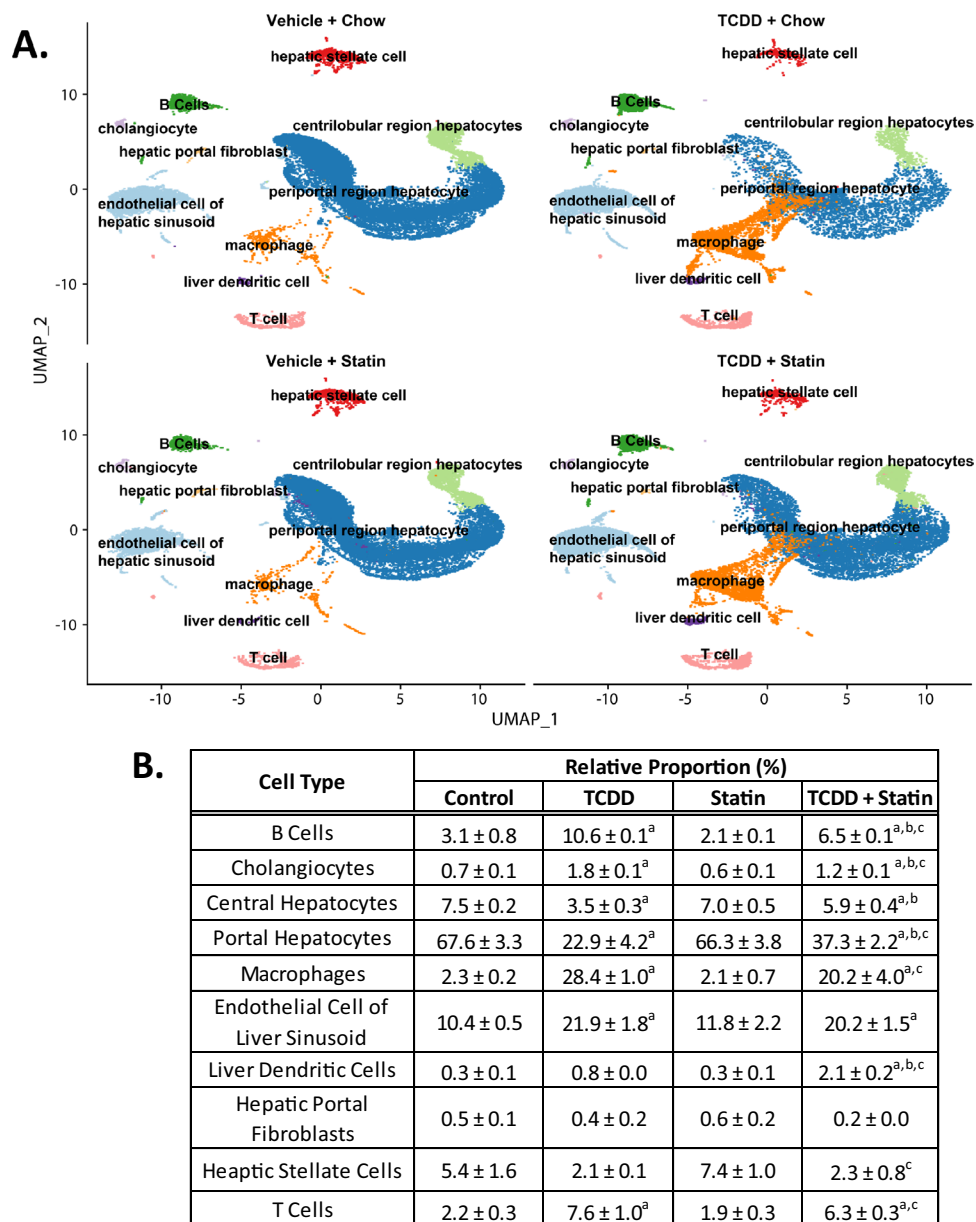 A.
Vehicle + Chow
TCDD + Chow
hepatic stellate cell
hepatic stellate cell
10
B Cells
B Cells
cholangiocyte
centrilobular region hepatocytes
cholangiocyte
centrilobular region hepatocytes
hepatic portal fibroblast
hepatic portal fibroblast
0
periportal region hepatocyte
periportal region hepatocyte
endothelial cell of
hepatic sinusoid
endothelial cell of
hepatic sinusoid
macrophage
macrophage
-10
liver dendritic cell
liver dendritic cell
T cell
T cell
UMAP_2
Vehicle + Statin
TCDD + Statin
hepatic stellate cell
hepatic stellate cell
10
B Cells
B Cells
cholangiocyte
centrilobular region hepatocytes
cholangiocyte
centrilobular region hepatocytes
hepatic portal fibroblast
hepatic portal fibroblast
0
periportal region hepatocyte
periportal region hepatocyte
endothelial cell of
hepatic sinusoid
endothelial cell of
hepatic sinusoid
macrophage
macrophage
-10
liver dendritic cell
liver dendritic cell
T cell
T cell
-10 -5 0 5 10 -10 -5 0 5 10
UMAP_1
B.
Cell Type Relative Proportion (%)
Control TCDD Statin TCDD + Statin
B Cells 3.1 ± 0.8 10.6 ± 0.1a 2.1 ± 0.1 6.5 ± 0.1a,b,c
Cholangiocytes 0.7 ± 0.1 1.8 ± 0.1a 0.6 ± 0.1 1.2 ± 0.1a,b,c
Central Hepatocytes 7.5 ± 0.2 3.5 ± 0.3a 7.0 ± 0.5 5.9 ± 0.4a,b
Portal Hepatocytes 67.6 ± 3.3 22.9 ± 4.2a 66.3 ± 3.8 37.3 ± 2.2a,b,c
Macrophages 2.3 ± 0.2 28.4 ± 1.0a 2.1 ± 0.7 20.2 ± 4.0a,c
Endothelial Cell of
Liver Sinusoid 10.4 ± 0.5 21.9 ± 1.8a 11.8 ± 2.2 20.2 ± 1.5a
Liver Dendritic Cells 0.3 ± 0.1 0.8 ± 0.0 0.3 ± 0.1 2.1 ± 0.2a,b,c
Hepatic Portal
Fibroblasts 0.5 ± 0.1 0.4 ± 0.2 0.6 ± 0.2 0.2 ± 0.0
Heaptic Stellate Cells 5.4 ± 1.6 2.1 ± 0.1 7.4 ± 1.0 2.3 ± 0.8c
T Cells 2.2 ± 0.3 7.6 ± 1.0a 1.9 ± 0.3 6.3 ± 0.3a,c